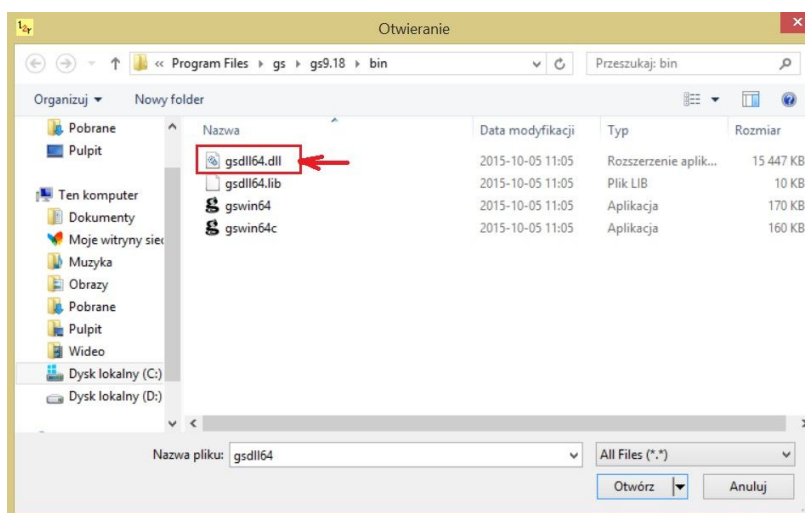 Otwieranie
« Program Files gs gs9.18 bin
Przeszukaj: bin
Organizuj Nowy folder
Nazwa Data modyfikacji Typ Rozmiar
gsdll64.dll 2015-10-05 11:05 Rozszerzenie aplik... 15 447 KB
gsdll64.lib 2015-10-05 11:05 Plik LIB 10 KB
gswin64 2015-10-05 11:05 Aplikacja 170 KB
gswin64c 2015-10-05 11:05 Aplikacja 160 KB
Pobrane
Pulpit
Ten komputer
Dokumenty
Moje witryny sie
Muzyka
Obrazy
Pobrane
Pulpit
Wideo
Dysk lokalny (C:)
Dysk lokalny (D:)
Nazwa pliku: gsdll64 All Files (*.*)
Otwórz Anuluj